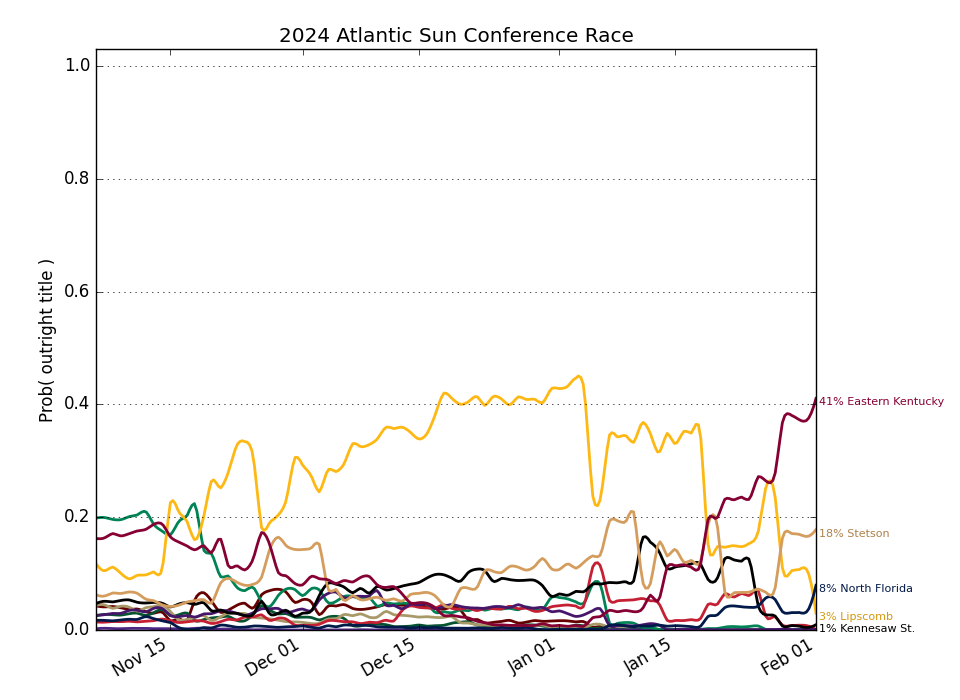 2024 Atlantic Sun Conference Race
Prob( outright title )
1.0
0.8
0.6
0.4
0.2
0.0
41% Eastern Kentucky
18% Stetson
8% North Florida
3% Lipscomb
1% Kennesaw St.
Nov 15
Dec 01
Dec 15
Jan 01
Jan 15
Feb 01